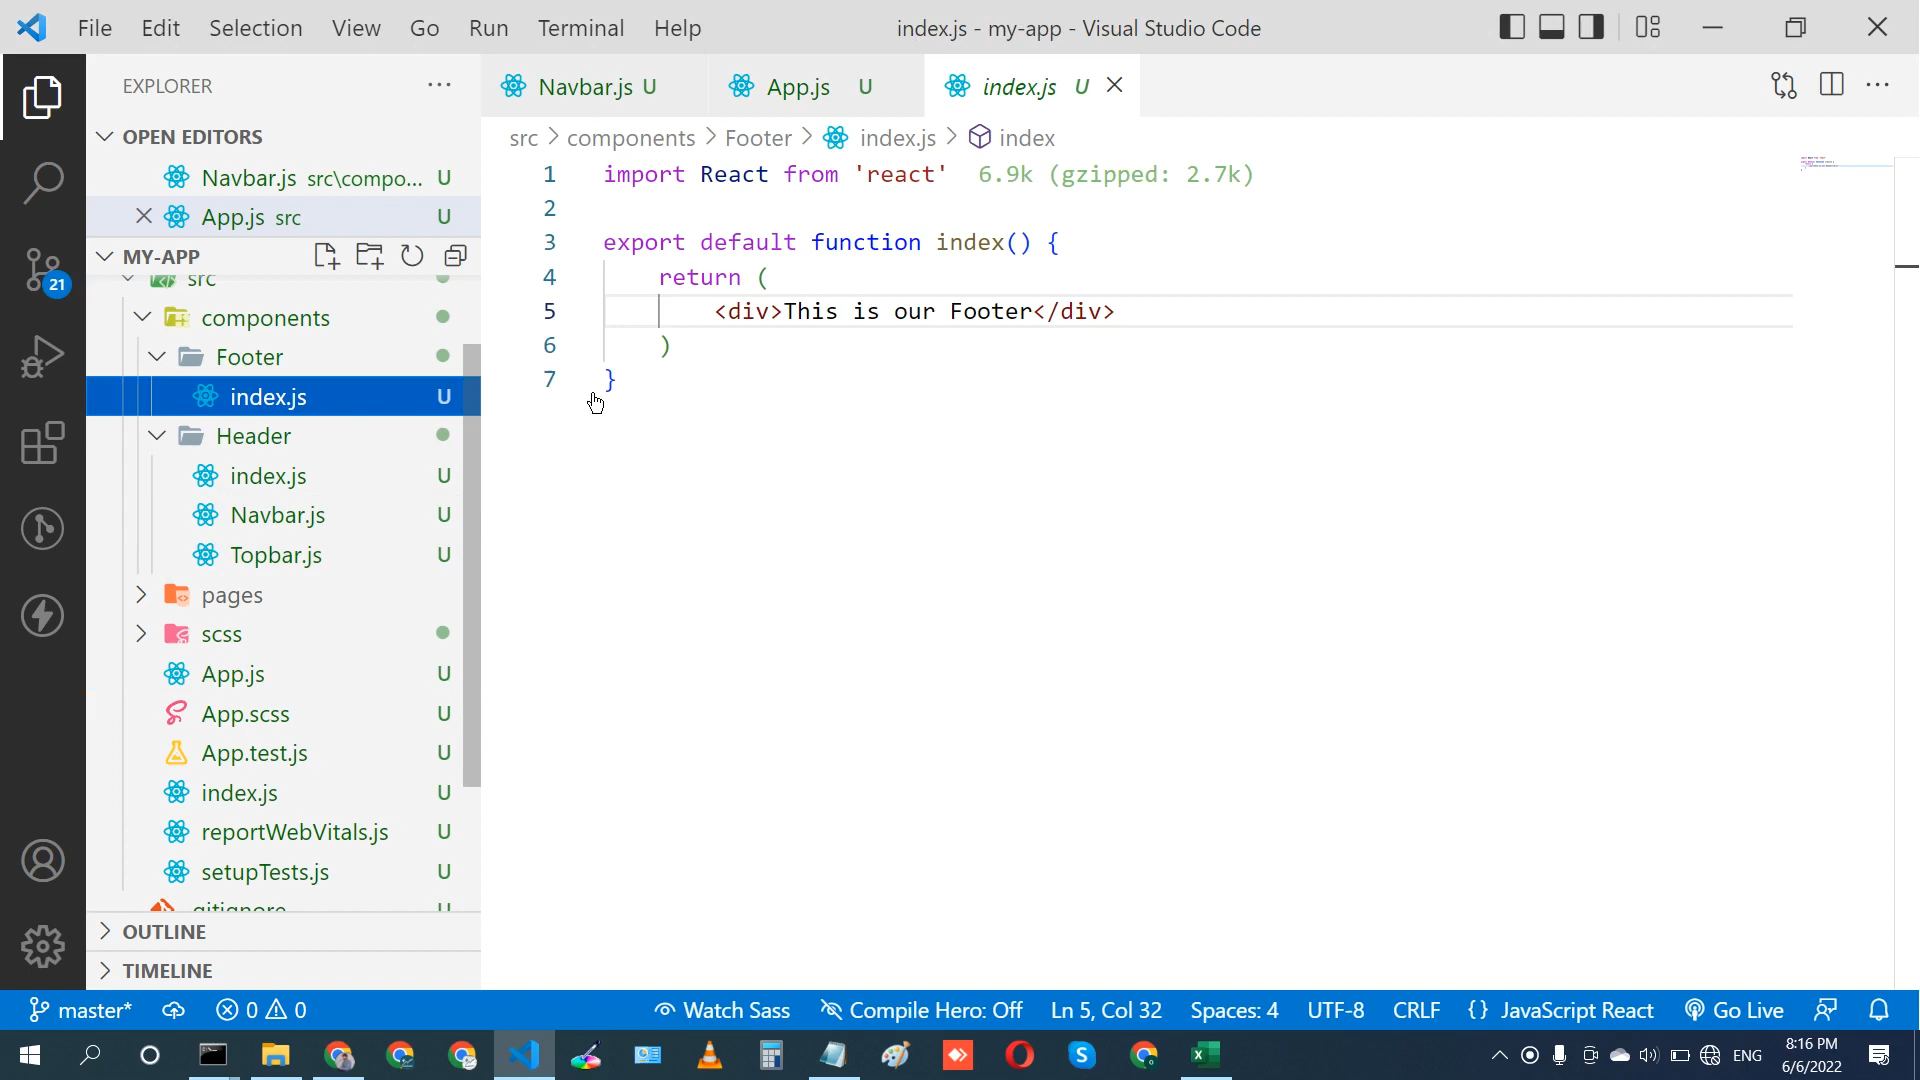 File Edit Selection View Go Run Terminal Help
index.js - my-app - Visual Studio Code
EXPLORER
OPEN EDITORS
Navbar.js src\compo... U
App.js src U
MY-APP
src
components
Footer
index.js U
Header
index.js U
Navbar.js U
Topbar.js U
pages
scss
App.js U
App.scss U
App.test.js U
index.js U
reportWebVitals.js U
setupTests.js U
.gitignore U
OUTLINE
TIMELINE
21
Navbar.js U App.js U index.js U
src > components > Footer > index.js > index
1 import React from 'react' 6.9k (gzipped: 2.7k)
2
3 export default function index() {
4 return (
5 <div>This is our Footer</div>
6 )
7 }
master* 0 0 Watch Sass Compile Hero: Off Ln 5, Col 32 Spaces: 4 UTF-8 CRLF {} JavaScript React Go Live
ENG
8:16 PM
6/6/2022